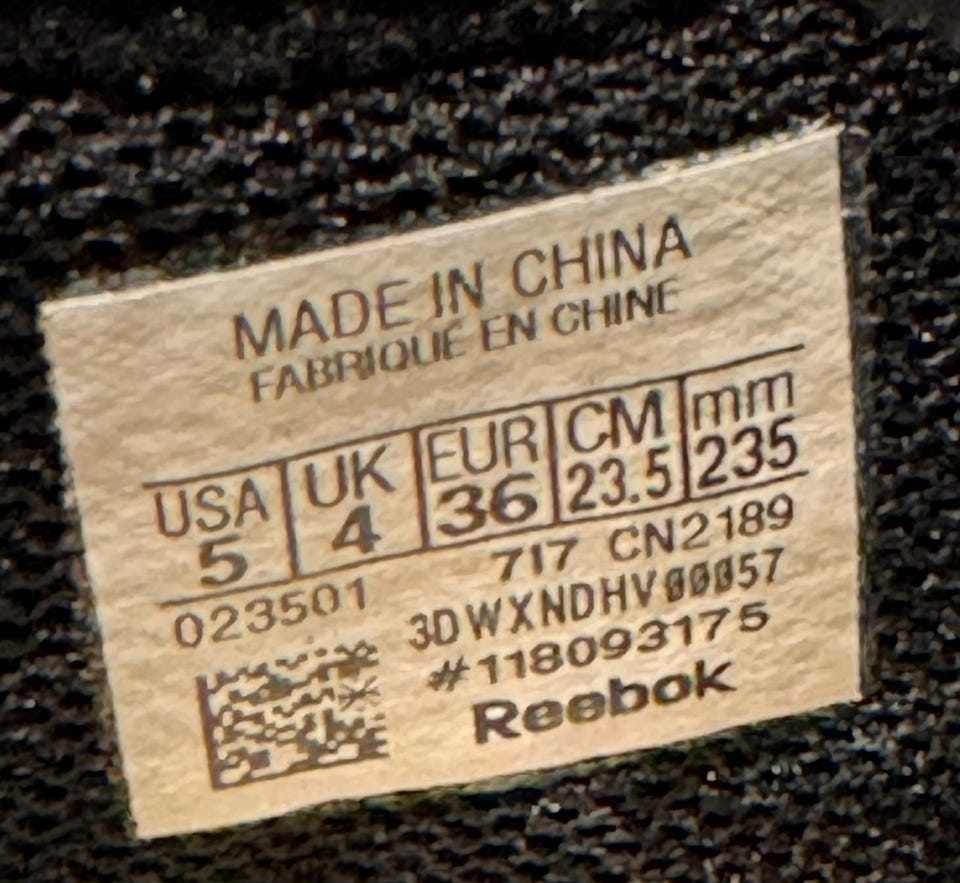 MADE IN CHINA
FABRIQUE EN CHINE
USA UK EUR CM mm
5 4 36 23.5 235
023501 717 CN2189
3DWXNDHV00057
#118093175
Reebok